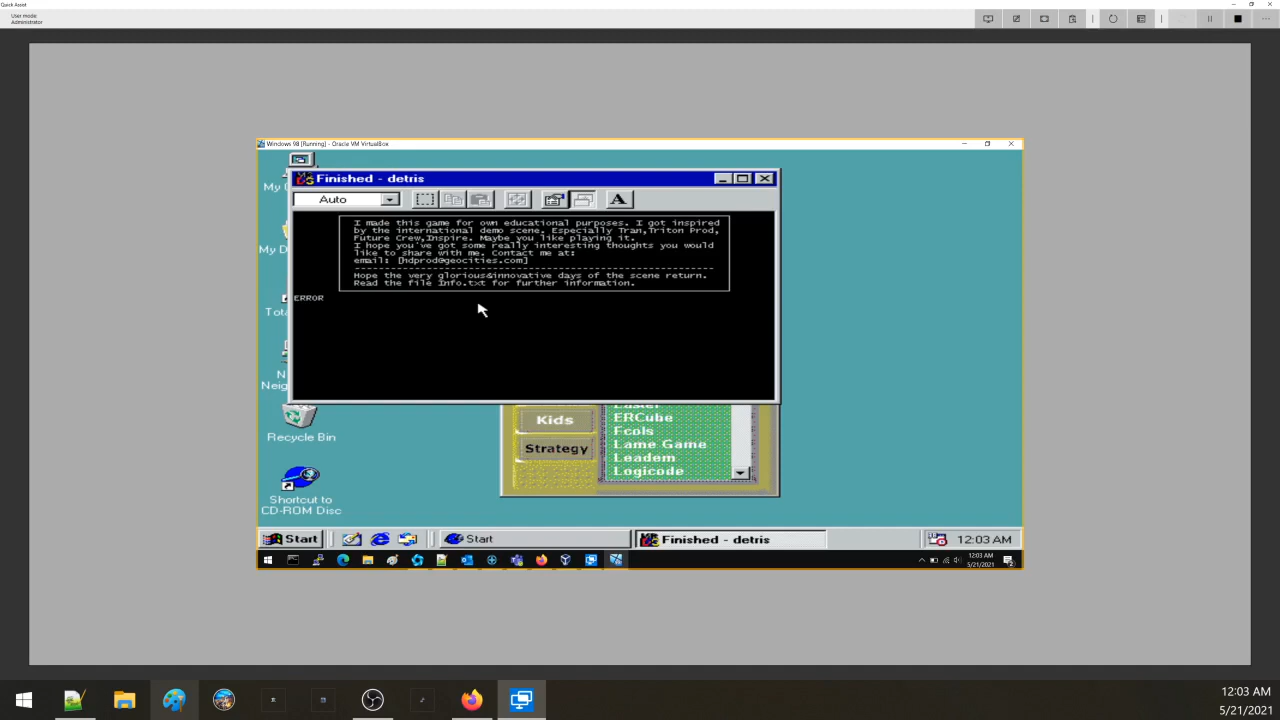 Quick Assist
User mode:
Administrator
Windows 98 [Running] - Oracle VM VirtualBox
Finished - detris
Auto
I made this game for own educational purposes. I got inspired
by the international demo scene. Especially Tran,Triton Prod,
Future Crew,Inspire. Maybe you like playing it.
I hope you've got some really interesting thoughts you would
like to share with me. Contact me at:
email: [hdprod@geocities.com]
Hope the very glorious&innovative days of the scene return.
Read the file Info.txt for further information.
ERROR
Recycle Bin
Shortcut to
CD-ROM Disc
Kids
Strategy
ERCube
Fcols
Lame Game
Leadem
Logicode
Start
Start
Finished - detris
12:03 AM
12:03 AM
5/21/2021
12:03 AM
5/21/2021